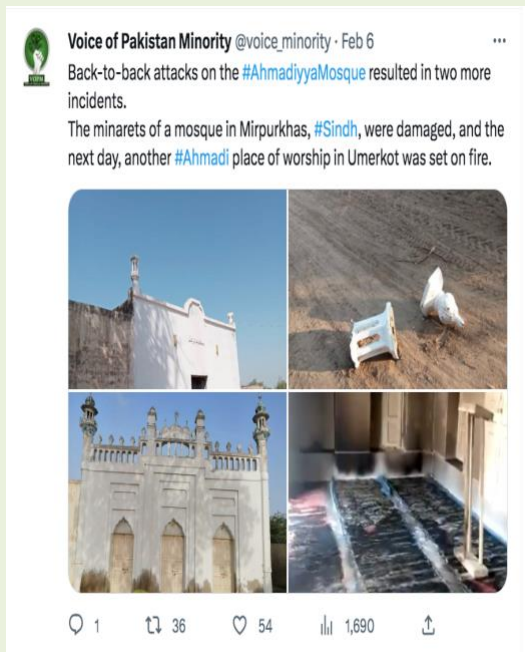 Voice of Pakistan Minority @voice_minority · Feb 6
Back-to-back attacks on the #AhmadiyyaMosque resulted in two more
incidents.
The minarets of a mosque in Mirpurkhas, #Sindh, were damaged, and the
next day, another #Ahmadi place of worship in Umerkot was set on fire.
1 36 54 1,690